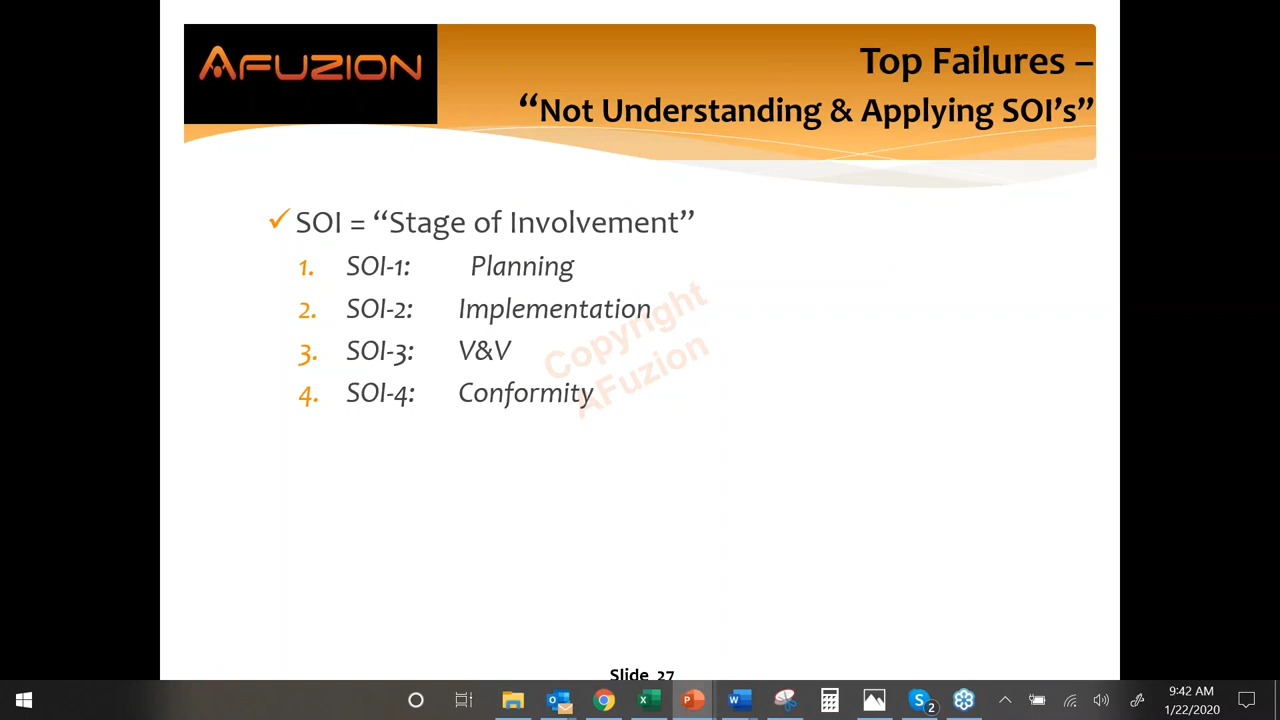 AFUZION
Top Failures –
“Not Understanding & Applying SOI’s”
SOI = “Stage of Involvement”
1. SOI-1: Planning
2. SOI-2: Implementation
3. SOI-3: V&V
4. SOI-4: Conformity
Copyright
AFuzion
Slide 27
2
9:42 AM
1/22/2020